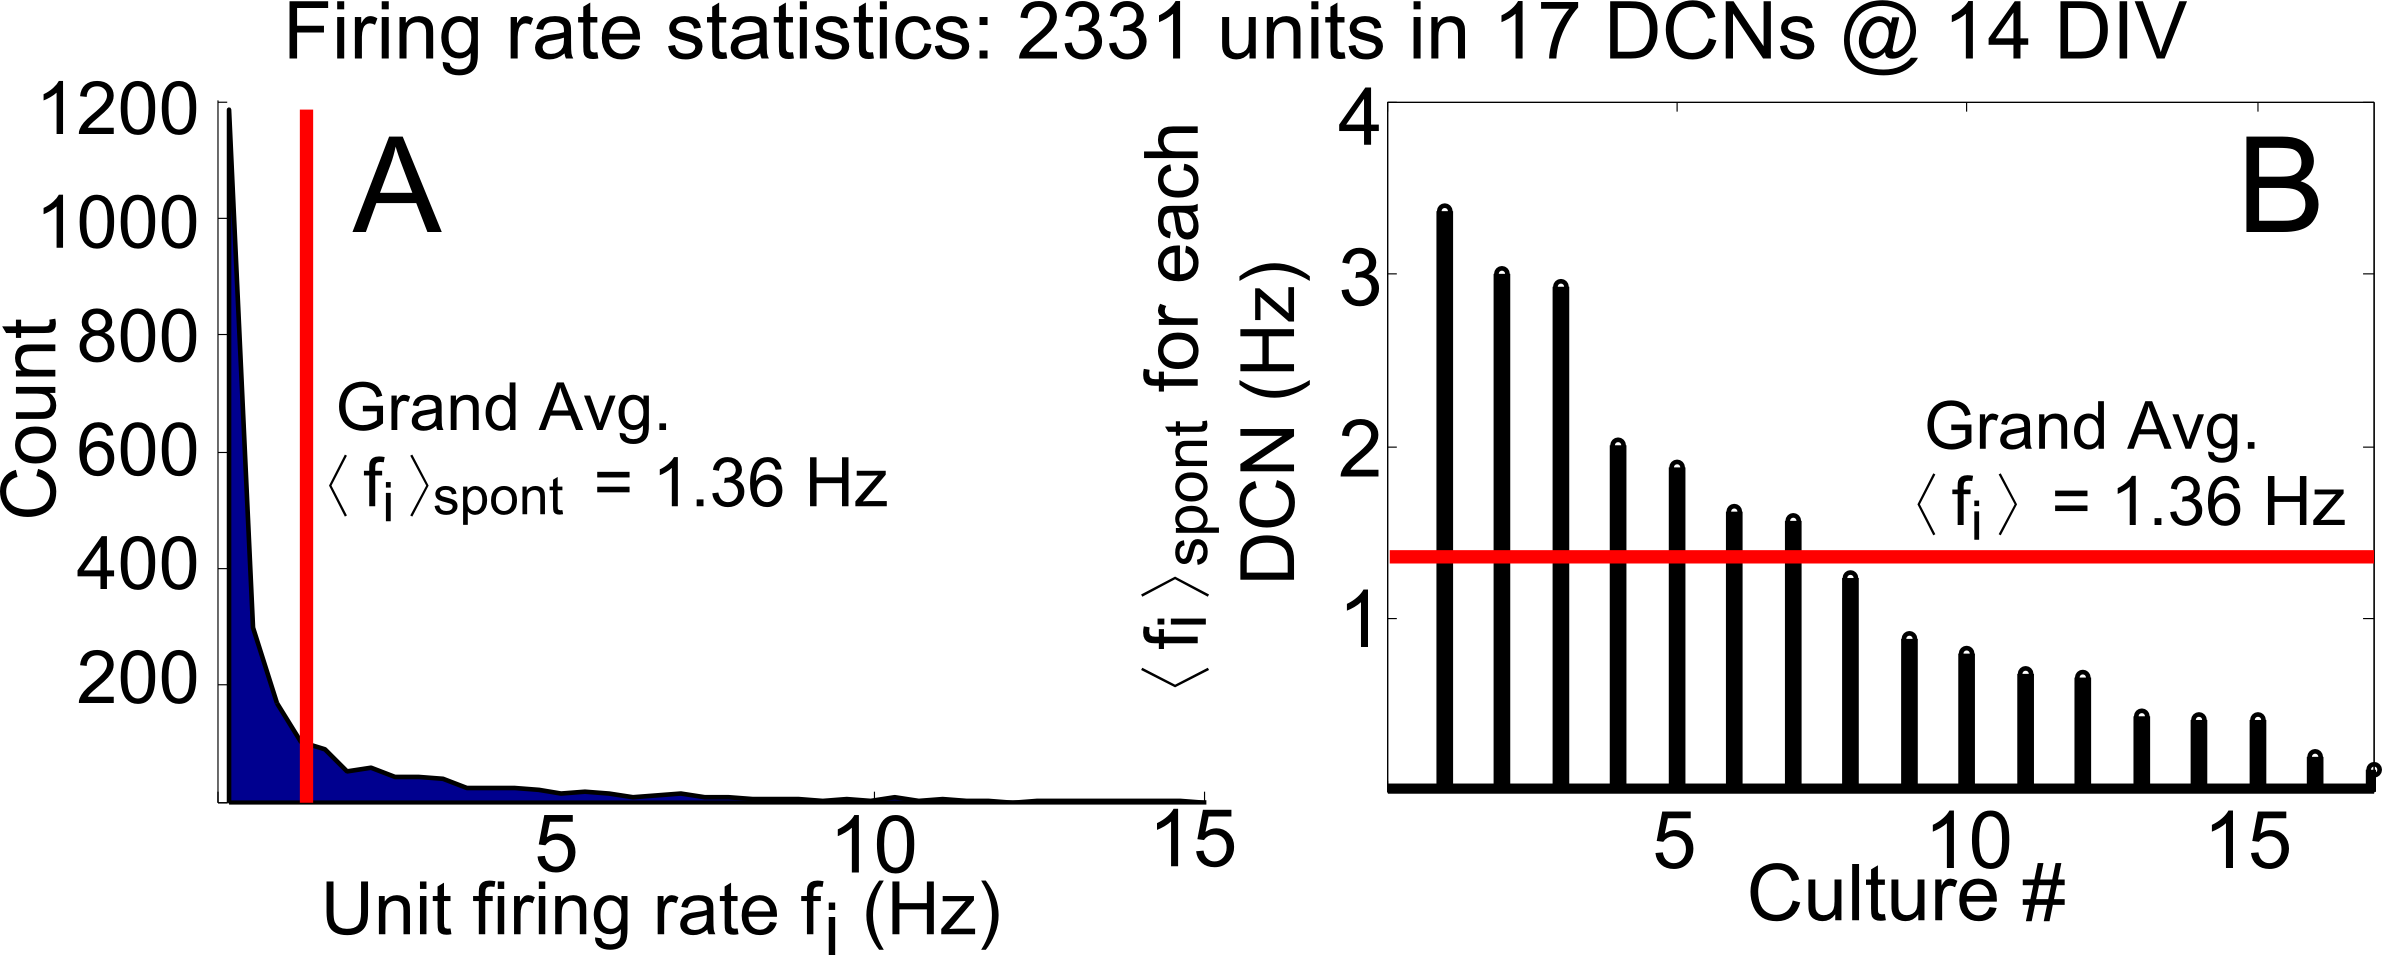 Firing rate statistics: 2331 units in 17 DCNs @ 14 DIV
1200
1000
800
600
400
200
Count
A
Grand Avg.
〈 fi 〉spont = 1.36 Hz
5
10
15
Unit firing rate fi (Hz)
〈 fi 〉spont for each
DCN (Hz)
4
3
2
1
B
Grand Avg.
〈 fi 〉 = 1.36 Hz
5
10
15
Culture #